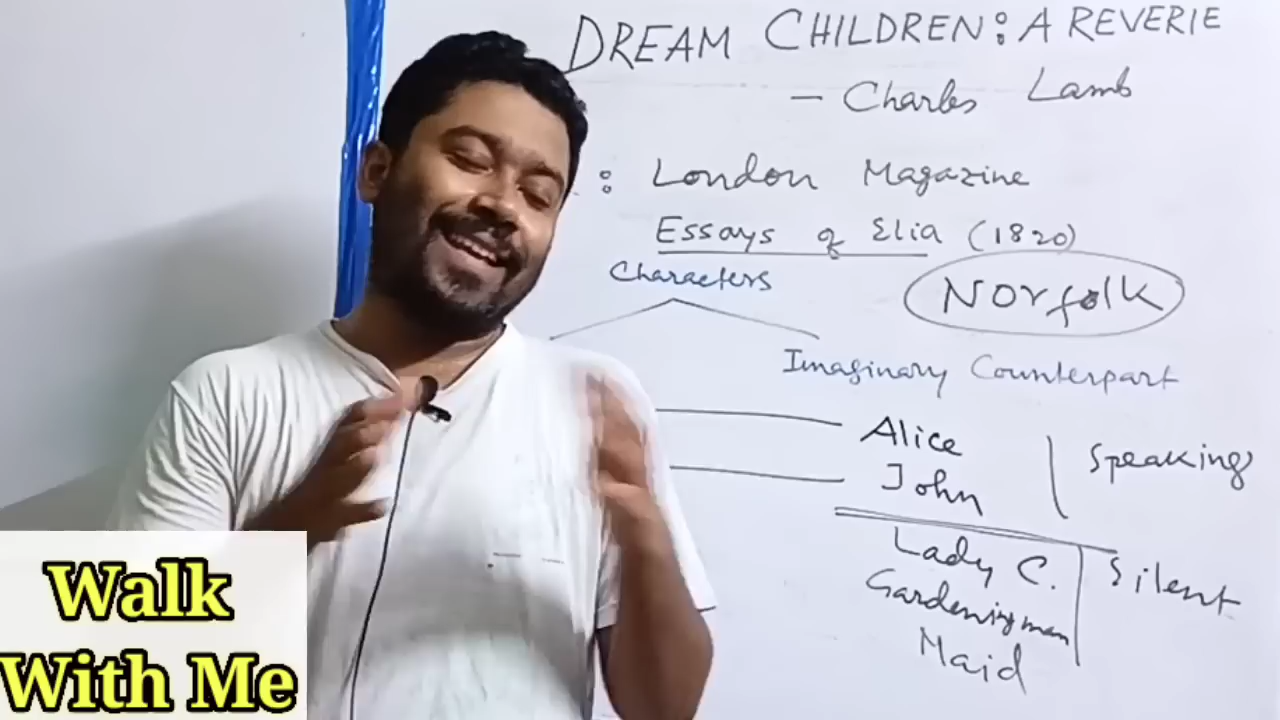 DREAM CHILDREN: A REVERIE
- Charles Lamb
: London Magazine
Essays of Elia (1820)
Characters
Norfolk
Imaginary Counterpart
Alice
John
Speaking
Lady C.
Gardening man
Maid
Silent
Walk
With Me